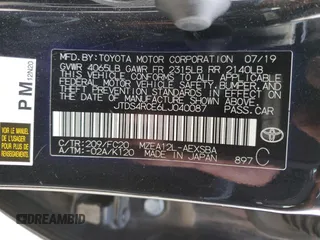 MFD. BY: TOYOTA MOTOR CORPORATION 07/19
GVWR 4065LB GAWR FR 2315LB RR 2140LB
THIS VEHICLE CONFORMS TO ALL APPLICABLE
FEDERAL MOTOR VEHICLE SAFETY, BUMPER,
AND THEFT PREVENTION STANDARDS IN EFFECT
ON THE DATE OF MANUFACTURE SHOWN ABOVE.
JTDS4RCE6LJ040087
PASS.CAR
C/TR: 209/FC20 MZEA12L-AEXSBA
A/TM: -02A/K120 MADE IN JAPAN 897 C
PM
12N20
DREAMBID